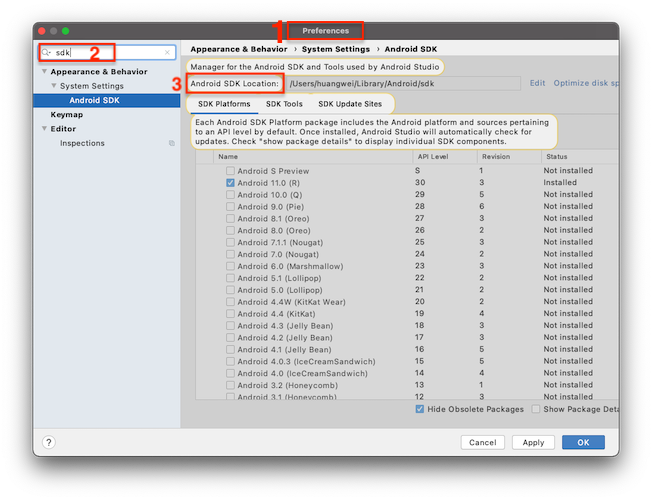 1 Preferences
sdk 2
Appearance & Behavior › System Settings › Android SDK
Manager for the Android SDK and Tools used by Android Studio
3 Android SDK Location: /Users/huangwei/Library/Android/sdk Edit Optimize disk sp
Appearance & Behavior
System Settings
Android SDK
Keymap
Editor
Inspections
SDK Platforms SDK Tools SDK Update Sites
Each Android SDK Platform package includes the Android platform and sources pertaining
to an API level by default. Once installed, Android Studio will automatically check for
updates. Check "show package details" to display individual SDK components.
Name API Level Revision Status
Android S Preview S 1 Not installed
Android 11.0 (R) 30 3 Installed
Android 10.0 (Q) 29 5 Not installed
Android 9.0 (Pie) 28 6 Not installed
Android 8.1 (Oreo) 27 3 Not installed
Android 8.0 (Oreo) 26 2 Not installed
Android 7.1.1 (Nougat) 25 3 Not installed
Android 7.0 (Nougat) 24 2 Not installed
Android 6.0 (Marshmallow) 23 3 Not installed
Android 5.1 (Lollipop) 22 2 Not installed
Android 5.0 (Lollipop) 21 2 Not installed
Android 4.4W (KitKat Wear) 20 2 Not installed
Android 4.4 (KitKat) 19 4 Not installed
Android 4.3 (Jelly Bean) 18 3 Not installed
Android 4.2 (Jelly Bean) 17 3 Not installed
Android 4.1 (Jelly Bean) 16 5 Not installed
Android 4.0.3 (IceCreamSandwich) 15 5 Not installed
Android 4.0 (IceCreamSandwich) 14 4 Not installed
Android 3.2 (Honeycomb) 13 1 Not installed
Android 3.1 (Honeycomb) 12 3 Not installed
Hide Obsolete Packages Show Package Deta
? Cancel Apply OK